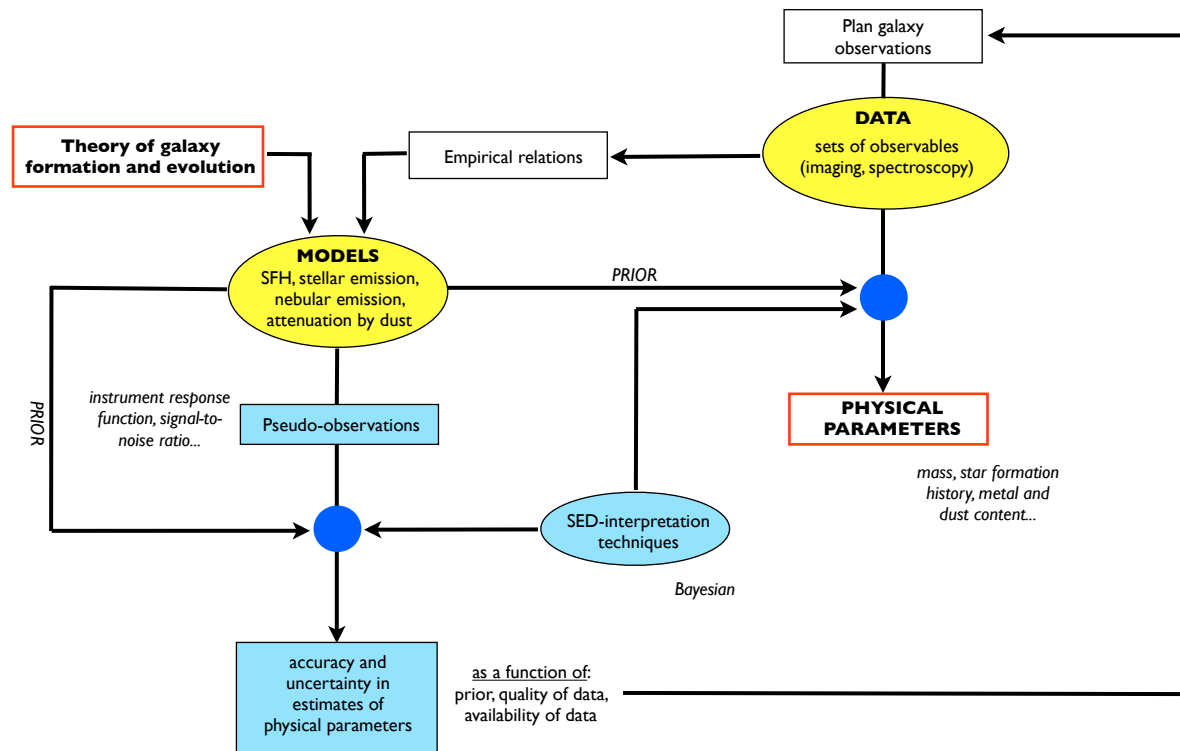 Plan galaxy
observations
DATA
sets of observables
(imaging, spectroscopy)
Theory of galaxy
formation and evolution
Empirical relations
MODELS
SFH, stellar emission,
nebular emission,
attenuation by dust
PRIOR
PRIOR
instrument response
function, signal-to-
noise ratio...
Pseudo-observations
PHYSICAL
PARAMETERS
mass, star formation
history, metal and
dust content...
SED-interpretation
techniques
Bayesian
accuracy and
uncertainty in
estimates of
physical parameters
as a function of:
prior, quality of data,
availability of data